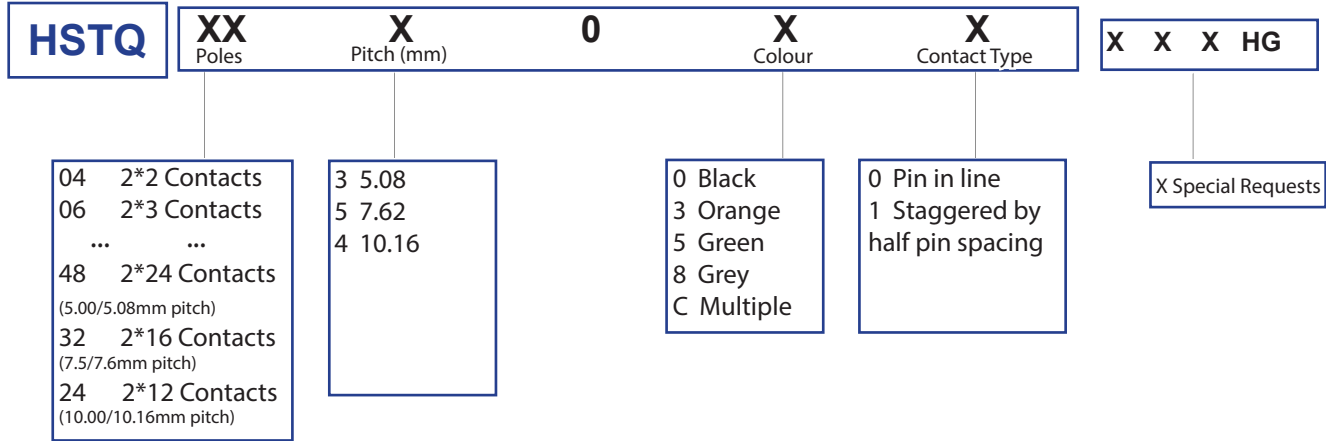 HSTQ
XX X 0 X X
Poles Pitch (mm) Colour Contact Type
X X X HG
04 2*2 Contacts
06 2*3 Contacts
... ...
48 2*24 Contacts
(5.00/5.08mm pitch)
32 2*16 Contacts
(7.5/7.6mm pitch)
24 2*12 Contacts
(10.00/10.16mm pitch)
3 5.08
5 7.62
4 10.16
0 Black
3 Orange
5 Green
8 Grey
C Multiple
0 Pin in line
1 Staggered by
half pin spacing
X Special Requests